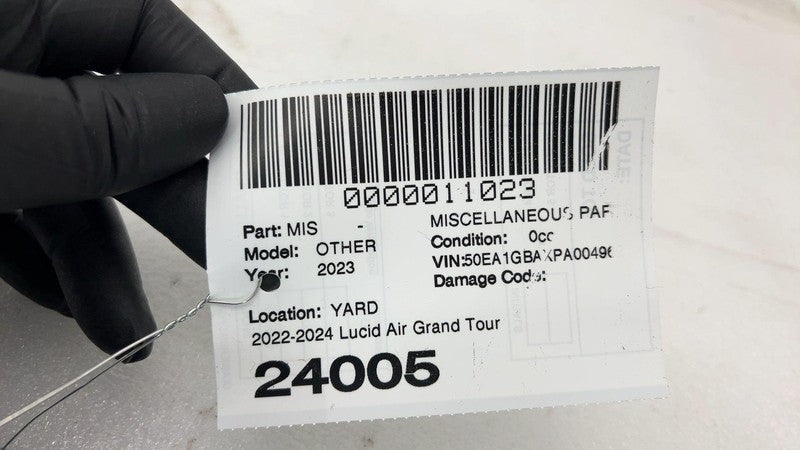 0000011023
Part: MIS - MISCELLANEOUS PAR
Model: OTHER Condition: 0cc
Year: 2023 VIN:50EA1GBAXPA00496
Damage Code:
Location: YARD
2022-2024 Lucid Air Grand Tour
24005
DATE: